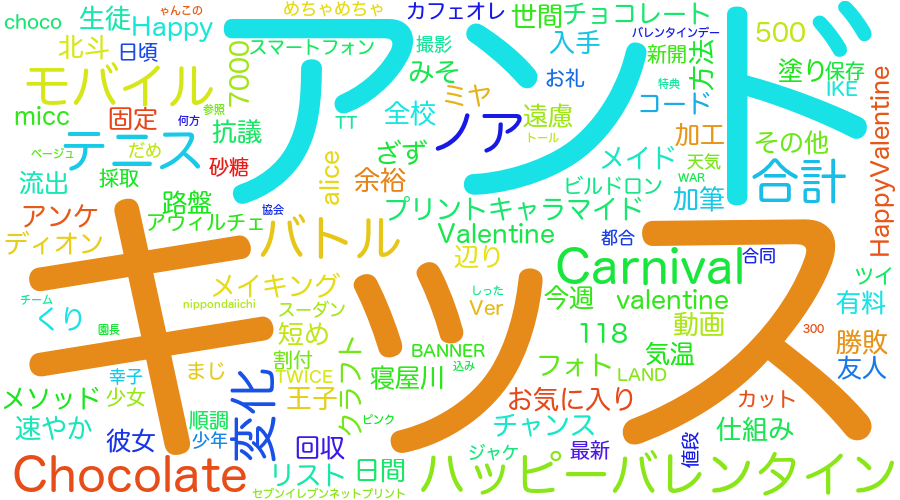 choco
生徒
Happy
ゃんこの
めちゃめちゃ
カフェオレ
世間
チョコレート
バレンタインデー
500
北斗
日頃
7000
スマートフォン
撮影
入手
新開
方法
塗り
保存
IKE
モバイル
アンド
みそ
お礼
特典
コード
micc
固定
参照
TT
全校
ミヤ
遠慮
加工
その他
HappyValentine
何方
抗議
ノア
トール
ベージュ
テニス
だめ
ざず
メイド
天気
合計
流出
採取
砂糖
alice
余裕
ビルドロン
WAR
加筆
路盤
プリントキャラマイド
アンケ
アウィルチェ
協会
Valentine
都合
ディオン
バトル
辺り
合同
キッズ
Carnival
ツイ
チーム
メイキング
しった
今週
valentine
有料
くり
nippondaiichi
スーダン
Ver
300
園長
短め
118
動画
勝敗
BANNER
気温
割付
クラフト
込み
フォト
友人
幸子
まじ
TWICE
寝屋川
LAND
メソッド
少女
変化
王子
お気に入り
カット
速やか
順調
ピンク
チャンス
仕組み
彼女
少年
回収
ジャケ
最新
値段
Chocolate
リスト
日間
ハッピーバレンタイン
セブンイレブンネットプリント